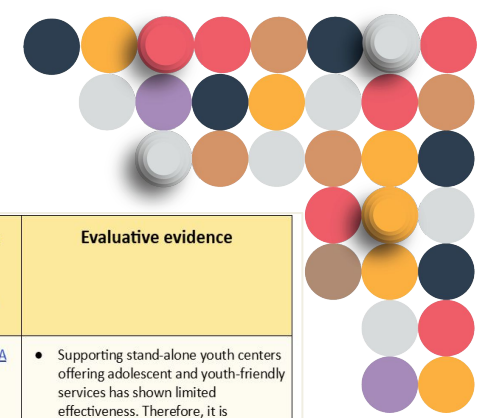 Evaluative evidence
A
● Supporting stand-alone youth centers
offering adolescent and youth-friendly
services has shown limited
effectiveness. Therefore, it is